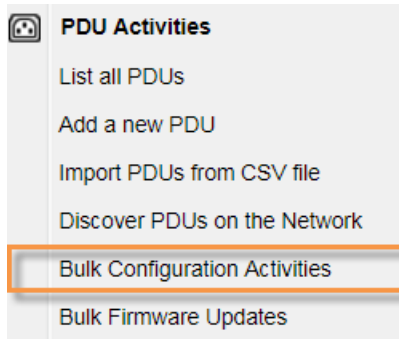 PDU Activities
List all PDUs
Add a new PDU
Import PDUs from CSV file
Discover PDUs on the Network
Bulk Configuration Activities
Bulk Firmware Updates